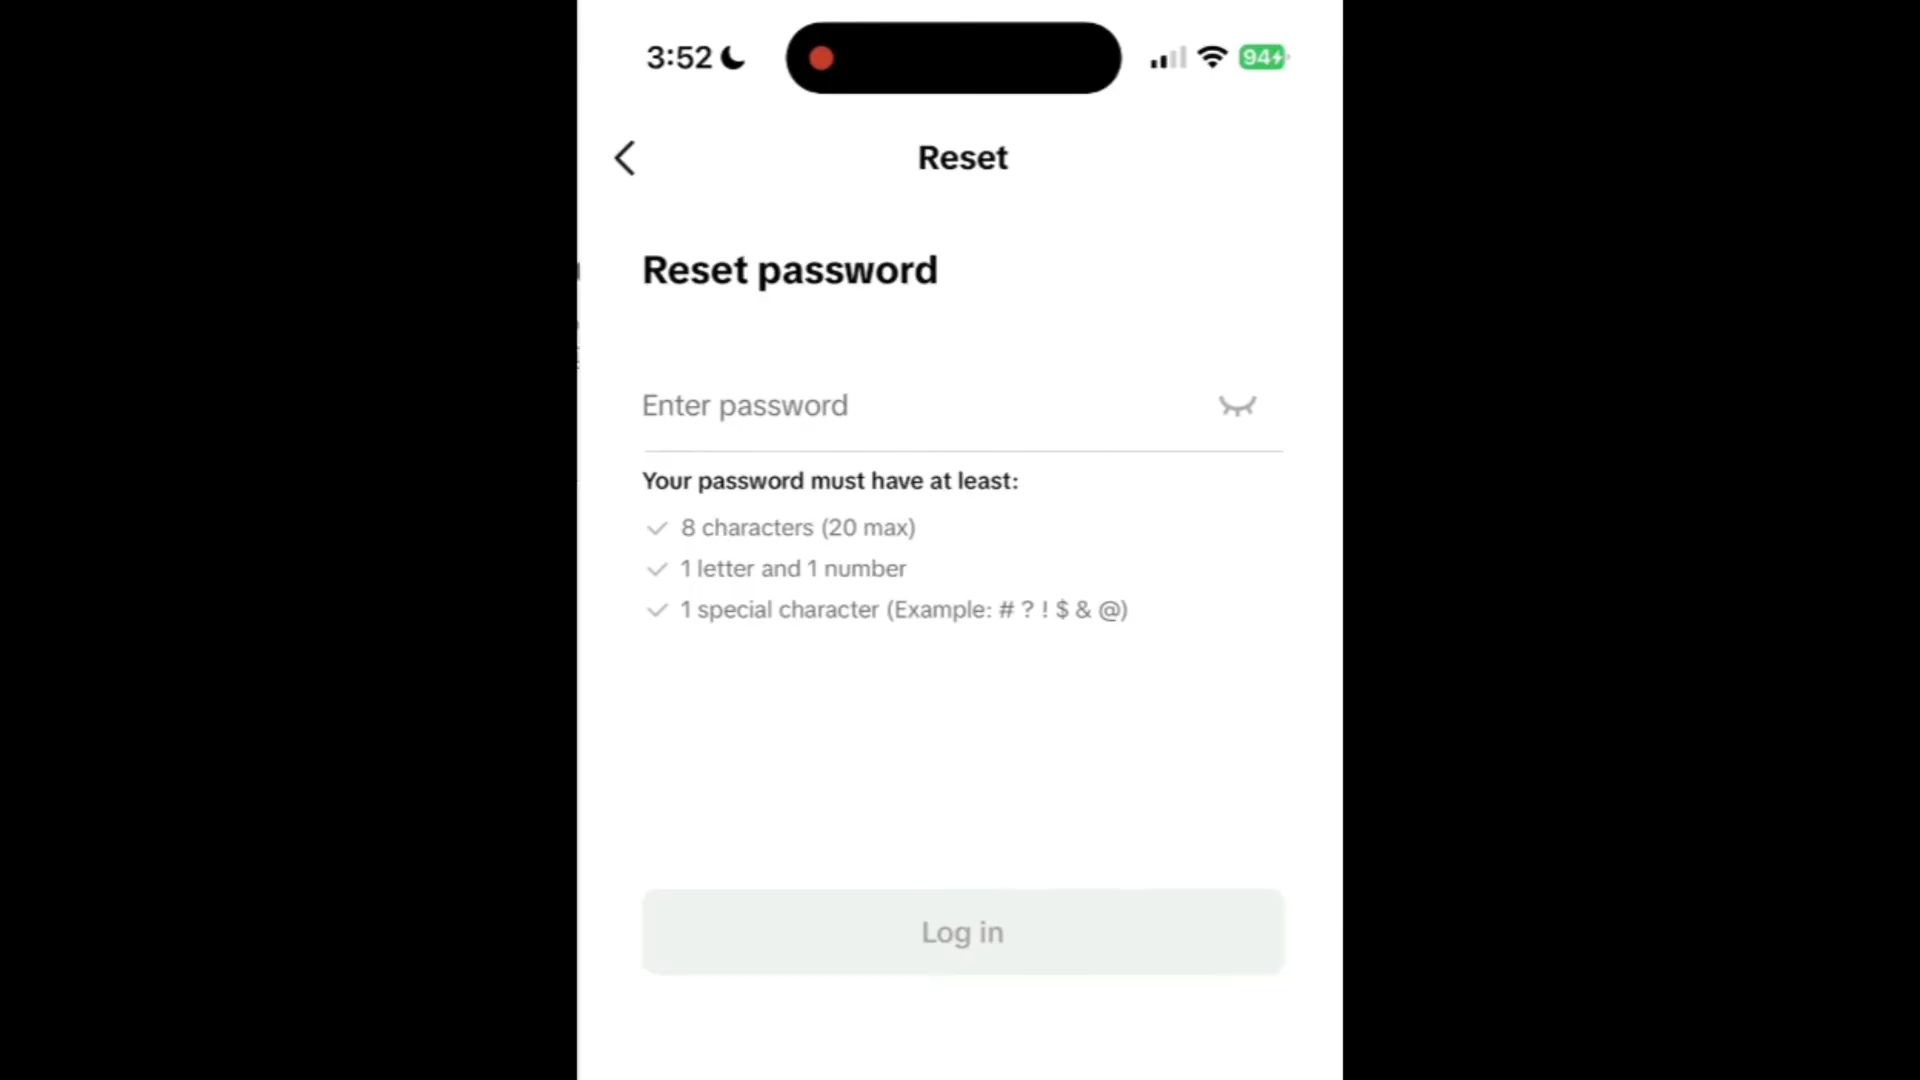 3:52
94
Reset
Reset password
Enter password
Your password must have at least:
8 characters (20 max)
1 letter and 1 number
1 special character (Example: # ? ! $ & @)
Log in